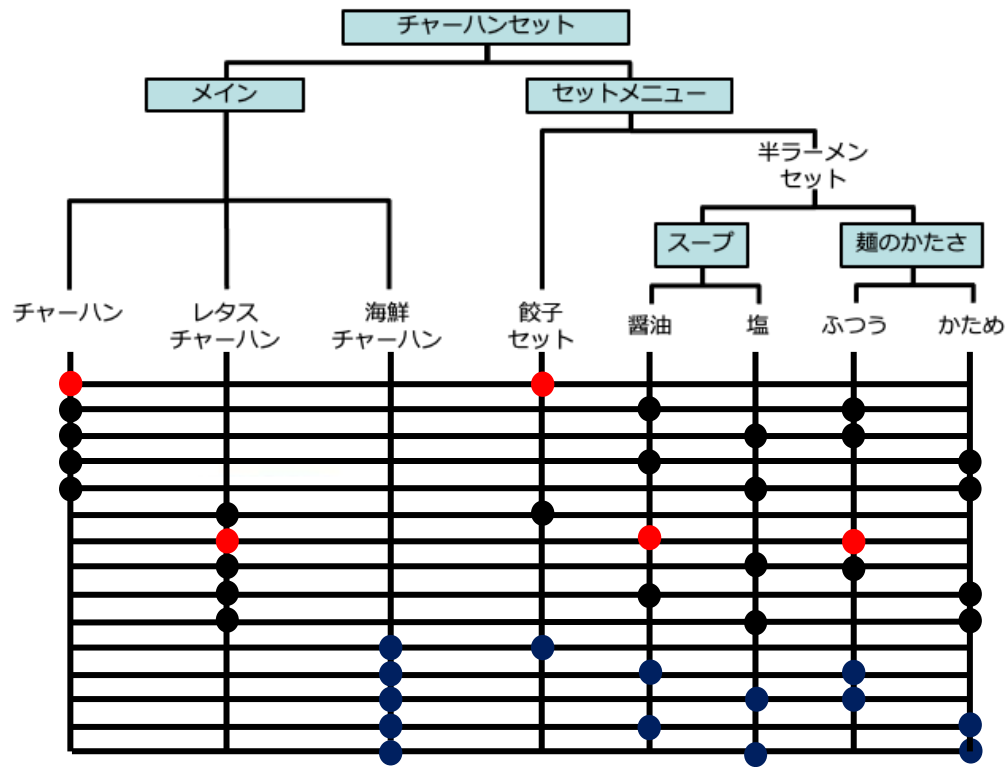 チャーハンセット
メイン
セットメニュー
半ラーメン
セット
スープ
麺のかたさ
チャーハン
レタス
チャーハン
海鮮
チャーハン
餃子
セット
醤油
塩
ふつう
かため